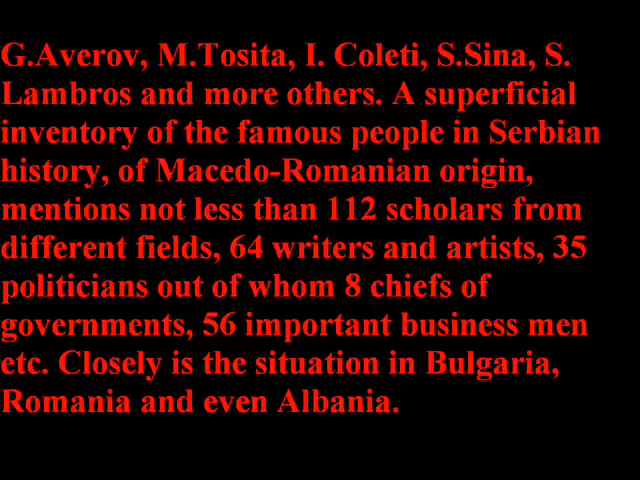 G.Averov, M.Tosita, I. Coleti, S.Sina, S.
Lambros and more others. A superficial
inventory of the famous people in Serbian
history, of Macedo-Romanian origin,
mentions not less than 112 scholars from
different fields, 64 writers and artists, 35
politicians out of whom 8 chiefs of
governments, 56 important business men
etc. Closely is the situation in Bulgaria,
Romania and even Albania.